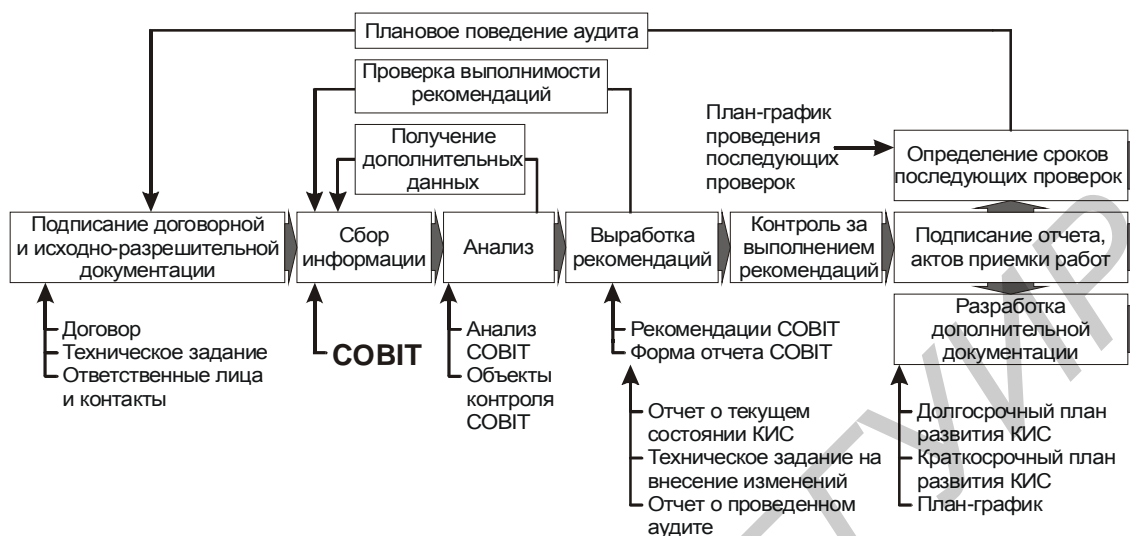 Плановое поведение аудита
Проверка выполнимости
рекомендаций
Получение
дополнительных
данных
План-график
проведения
последующих
проверок
Определение сроков
последующих проверок
Подписание договорной
и исходно-разрешительной
документации
Сбор
информации
Анализ
Выработка
рекомендаций
Контроль за
выполнением
рекомендаций
Подписание отчета,
актов приемки работ
Разработка
дополнительной
документации
Договор
Техническое задание
Ответственные лица
и контакты
COBIT
Анализ
COBIT
Объекты
контроля
COBIT
Рекомендации COBIT
Форма отчета COBIT
Отчет о текущем
состоянии КИС
Техническое задание на
внесение изменений
Отчет о проведенном
аудите
Долгосрочный план
развития КИС
Краткосрочный план
развития КИС
План-график
ГУИР